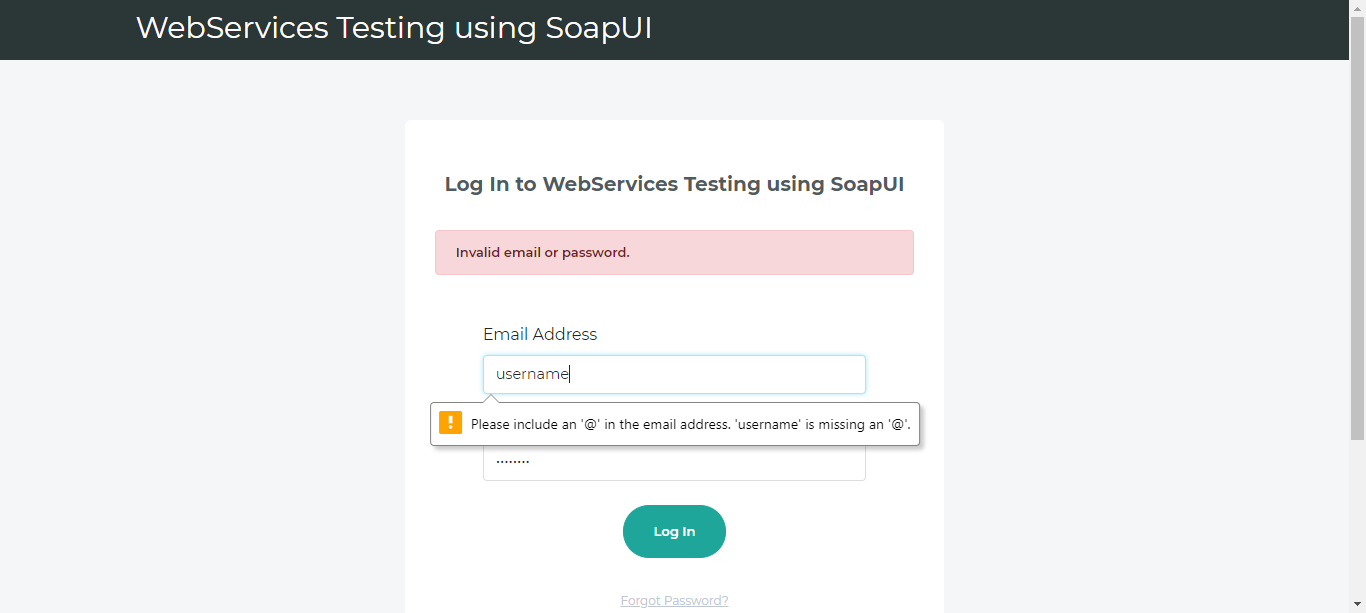 WebServices Testing using SoapUI
Log In to WebServices Testing using SoapUI
Invalid email or password.
Email Address
username
Please include an '@' in the email address. 'username' is missing an '@'.
........
Log In
Forgot Password?